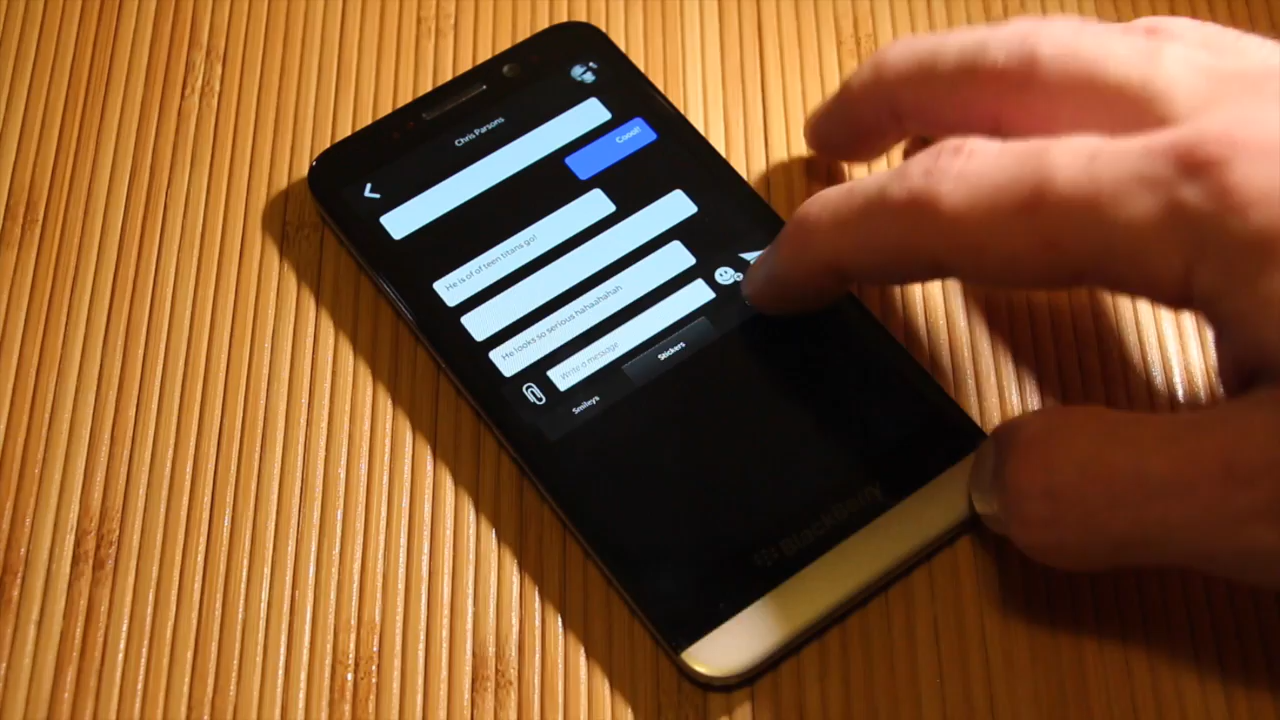 Chris Parsons
Coool!!
He is of of teen titans go!
He looks so serious hahaahahah
Write a message
Smileys
Stickers
BlackBerry